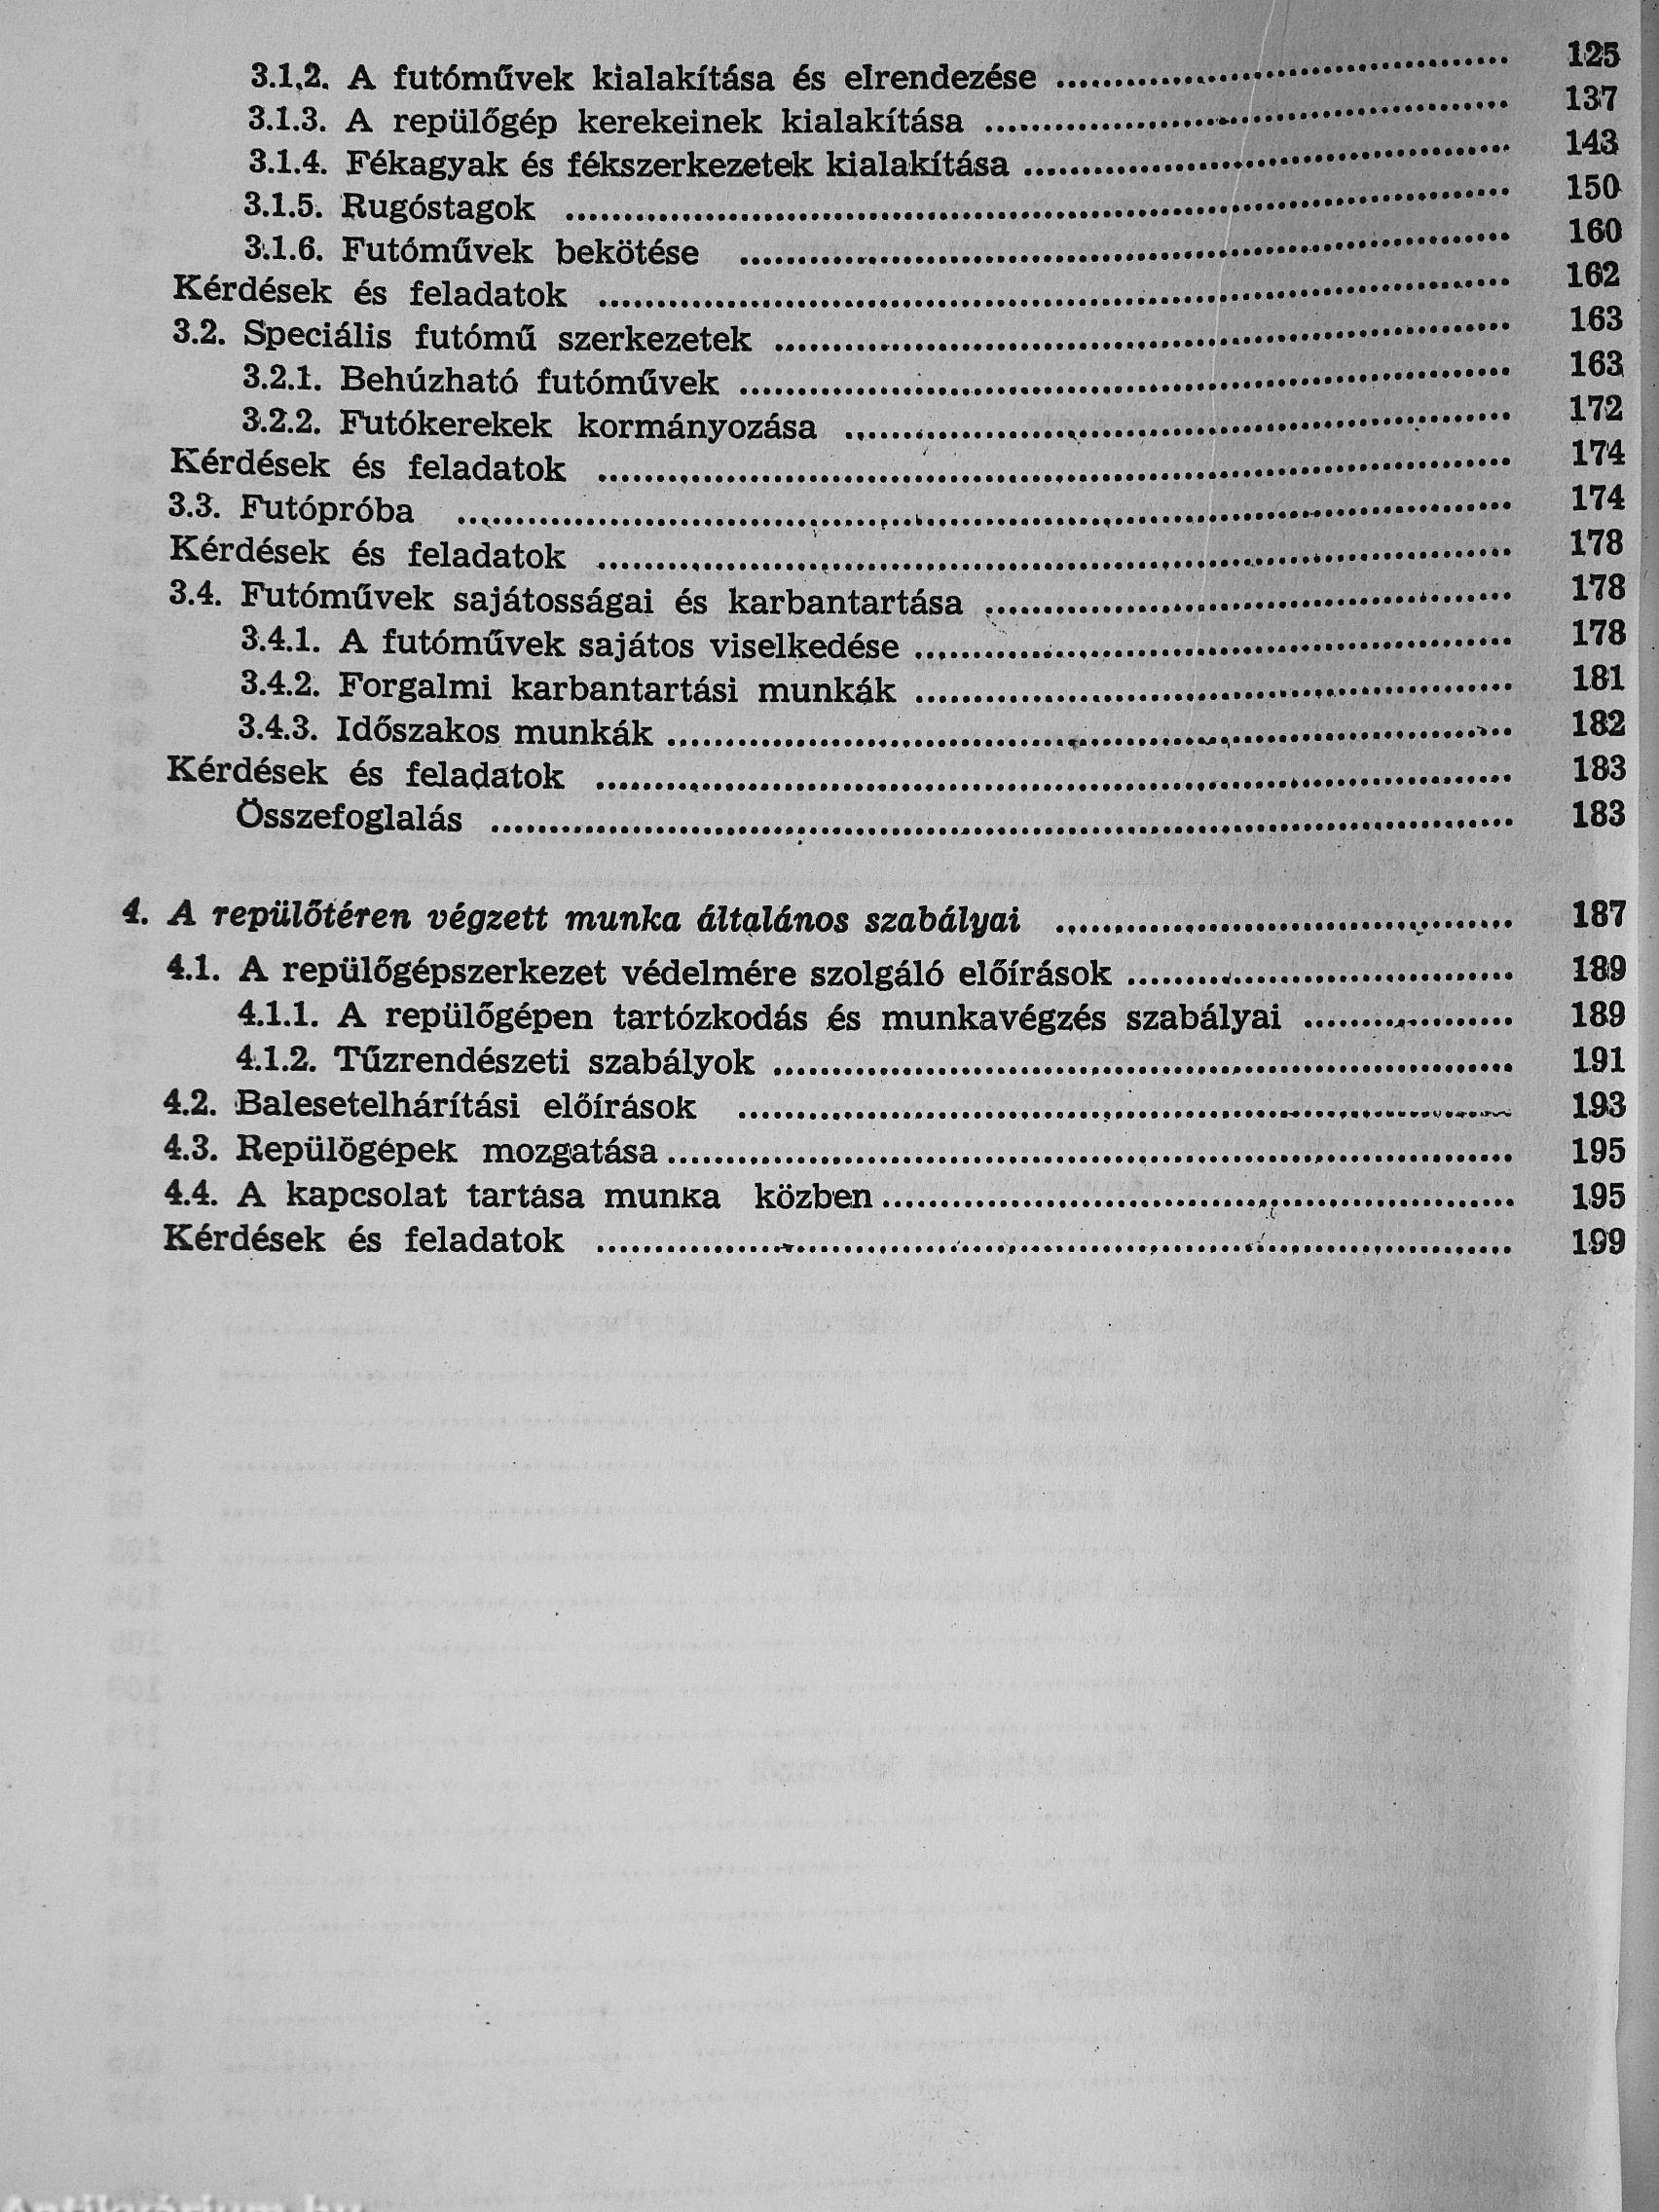 3.1.2. A futóművek kialakítása és elrendezése ........ 125
3.1.3. A repülőgép kerekeinek kialakítása ........ 137
3.1.4. Fékagyak és fékszerkezetek kialakítása ........ 143
3.1.5. Rugóstagok ........ 150
3.1.6. Futóművek bekötése ........ 160
Kérdések és feladatok ........ 162
3.2. Speciális futómű szerkezetek ........ 163
3.2.1. Behúzható futóművek ........ 163
3.2.2. Futókerekek kormányozása ........ 172
Kérdések és feladatok ........ 174
3.3. Futópróba ........ 174
Kérdések és feladatok ........ 178
3.4. Futóművek sajátosságai és karbantartása ........ 178
3.4.1. A futóművek sajátos viselkedése ........ 178
3.4.2. Forgalmi karbantartási munkák ........ 181
3.4.3. Időszakos munkák ........ 182
Kérdések és feladatok ........ 183
Összefoglalás ........ 183
4. A repülőtéren végzett munka általános szabályai ........ 187
4.1. A repülőgépszerkezet védelmére szolgáló előírások ........ 189
4.1.1. A repülőgépen tartózkodás és munkavégzés szabályai ........ 189
4.1.2. Tűzrendészeti szabályok ........ 191
4.2. Balesetelhárítási előírások ........ 193
4.3. Repülögépek mozgatása ........ 195
4.4. A kapcsolat tartása munka közben ........ 195
Kérdések és feladatok ........ 199